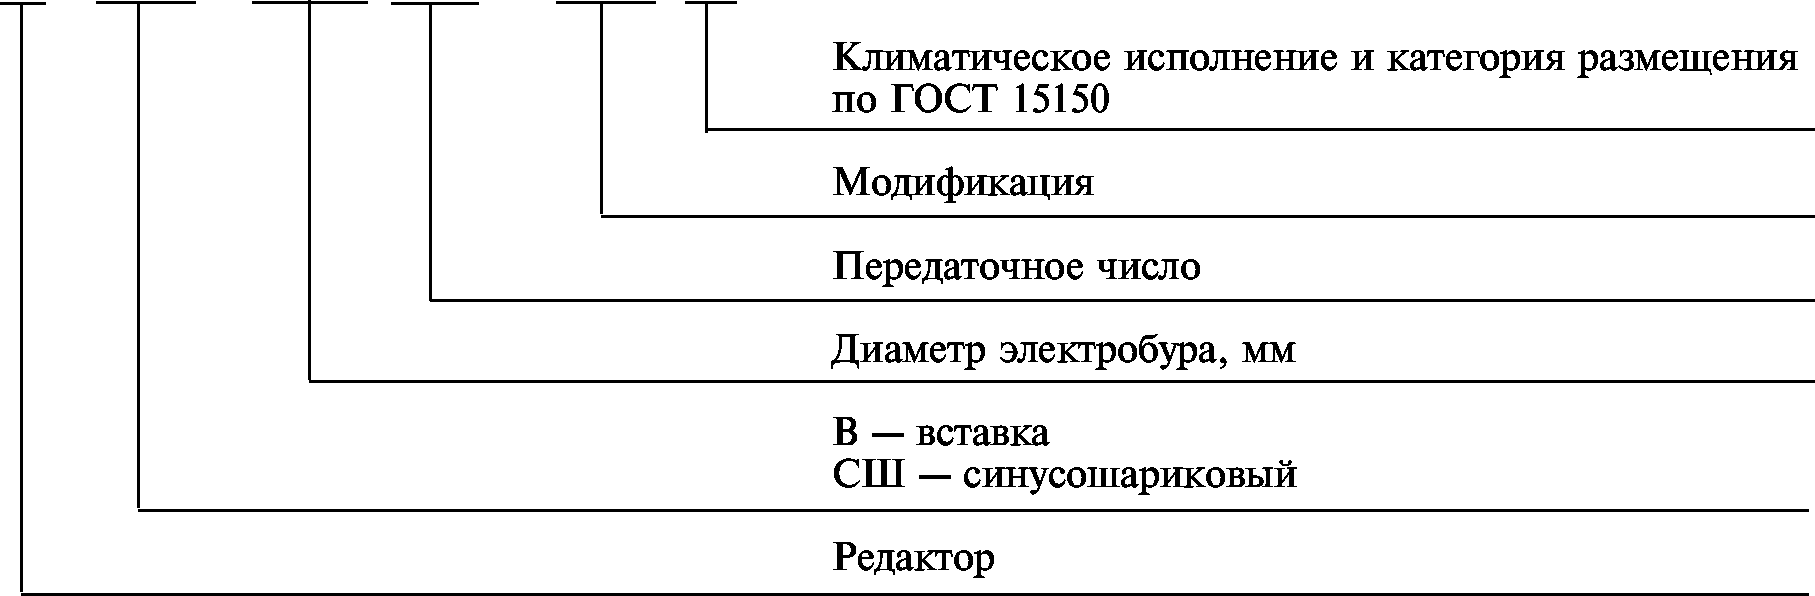 Климатическое исполнение и категория размещения
по ГОСТ 15150
Модификация
Передаточное число
Диаметр электробура, мм
В — вставка
СШ — синусошариковый
Редактор